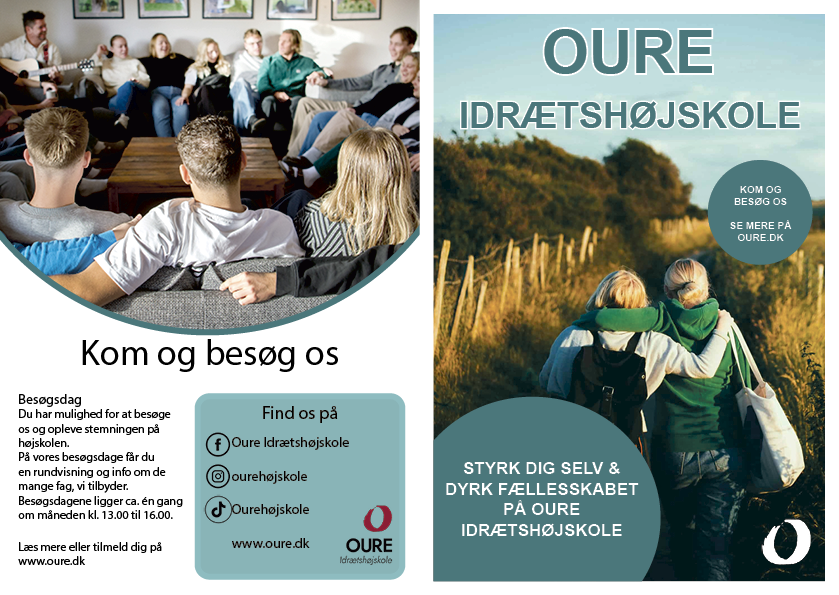 Kom og besøg os
Besøgsdag
Du har mulighed for at besøge
os og opleve stemningen på
højskolen.
På vores besøgsdage får du
en rundvisning og info om de
mange fag, vi tilbyder.
Besøgsdagene ligger ca. én gang
om måneden kl. 13.00 til 16.00.
Læs mere eller tilmeld dig på
www.oure.dk
Find os på
Oure Idrætshøjskole
ourehøjskole
Ourehøjskole
www.oure.dk
OURE
Idrætshøjskole
OURE
IDRÆTSHØJSKOLE
KOM OG
BESØG OS
SE MERE PÅ
OURE.DK
STYRK DIG SELV &
DYRK FÆLLESSKABET
PÅ OURE
IDRÆTSHØJSKOLE